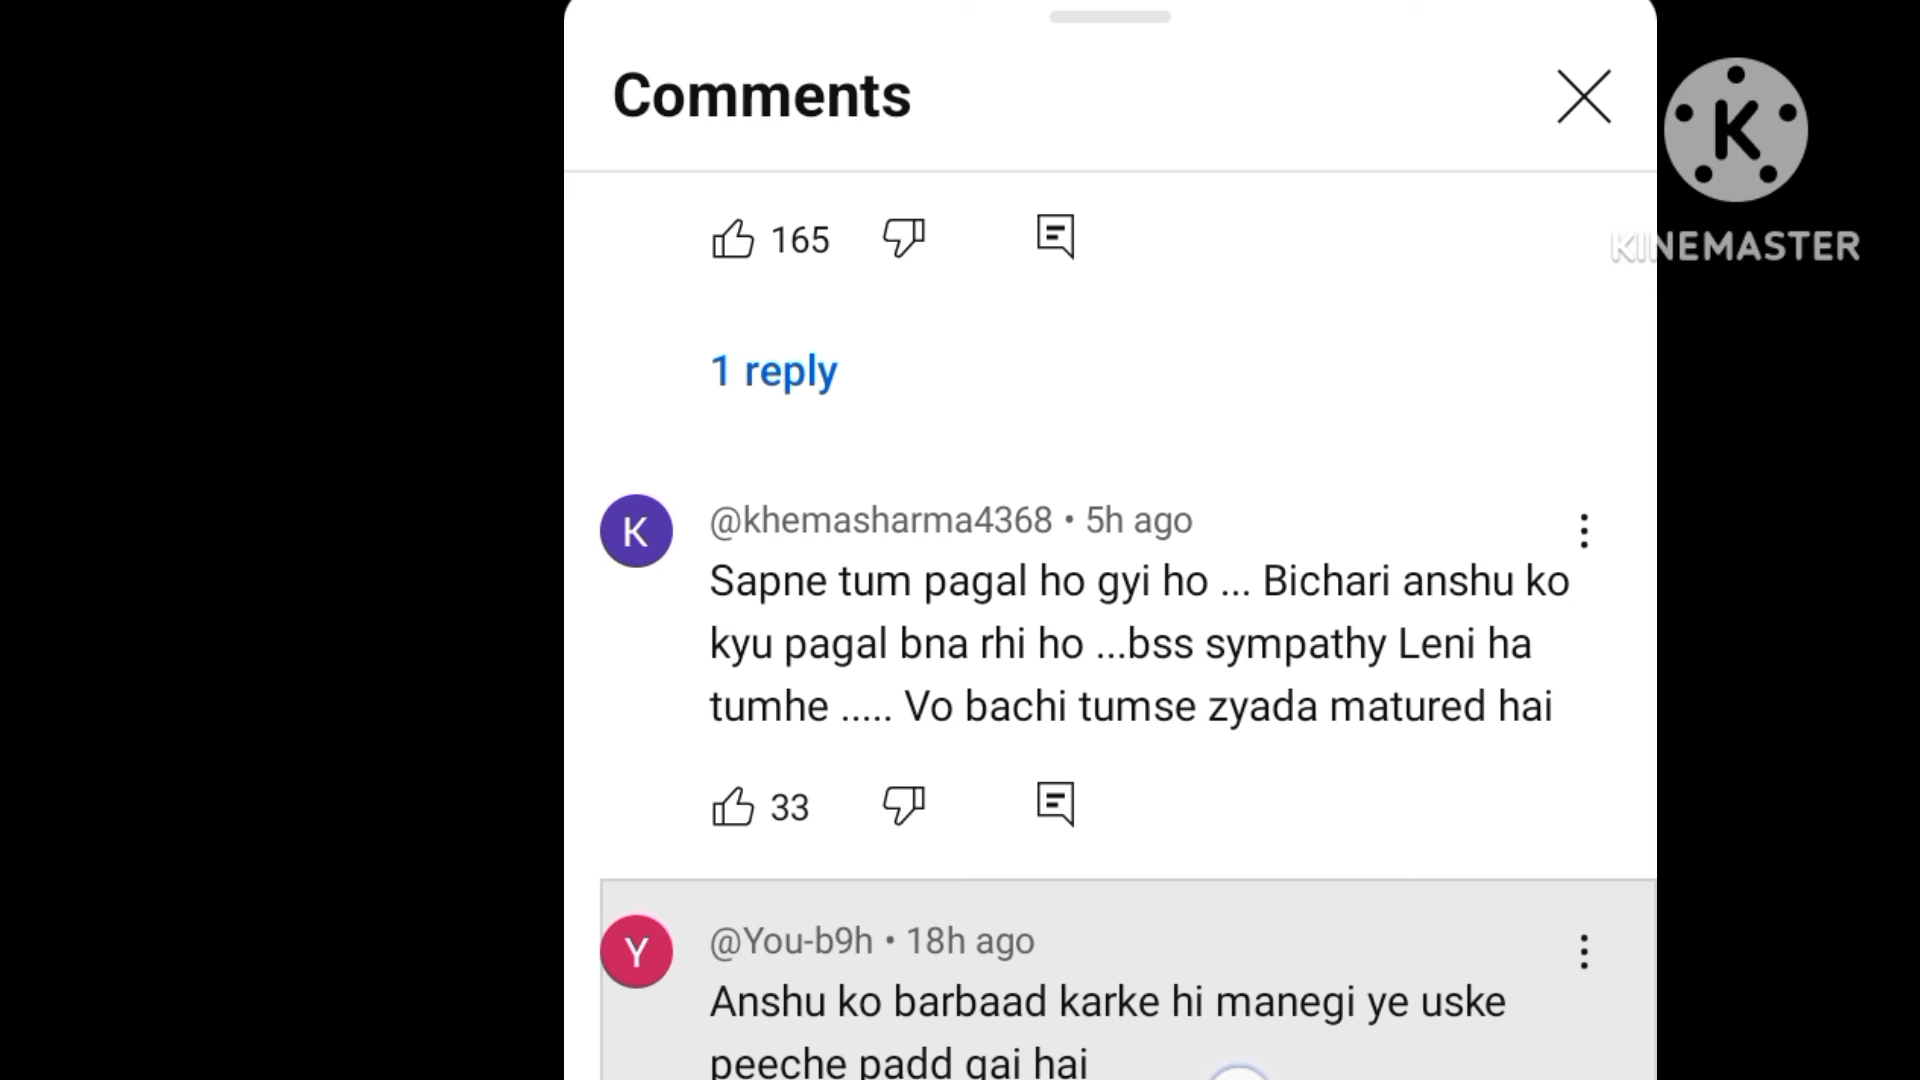 Comments
K
KINEMASTER
165
1 reply
K
@khemasharma4368 • 5h ago
Sapne tum pagal ho gyi ho ... Bichari anshu ko
kyu pagal bna rhi ho ...bss sympathy Leni ha
tumhe ..... Vo bachi tumse zyada matured hai
33
Y
@You-b9h • 18h ago
Anshu ko barbaad karke hi manegi ye uske
peeche padd gai hai